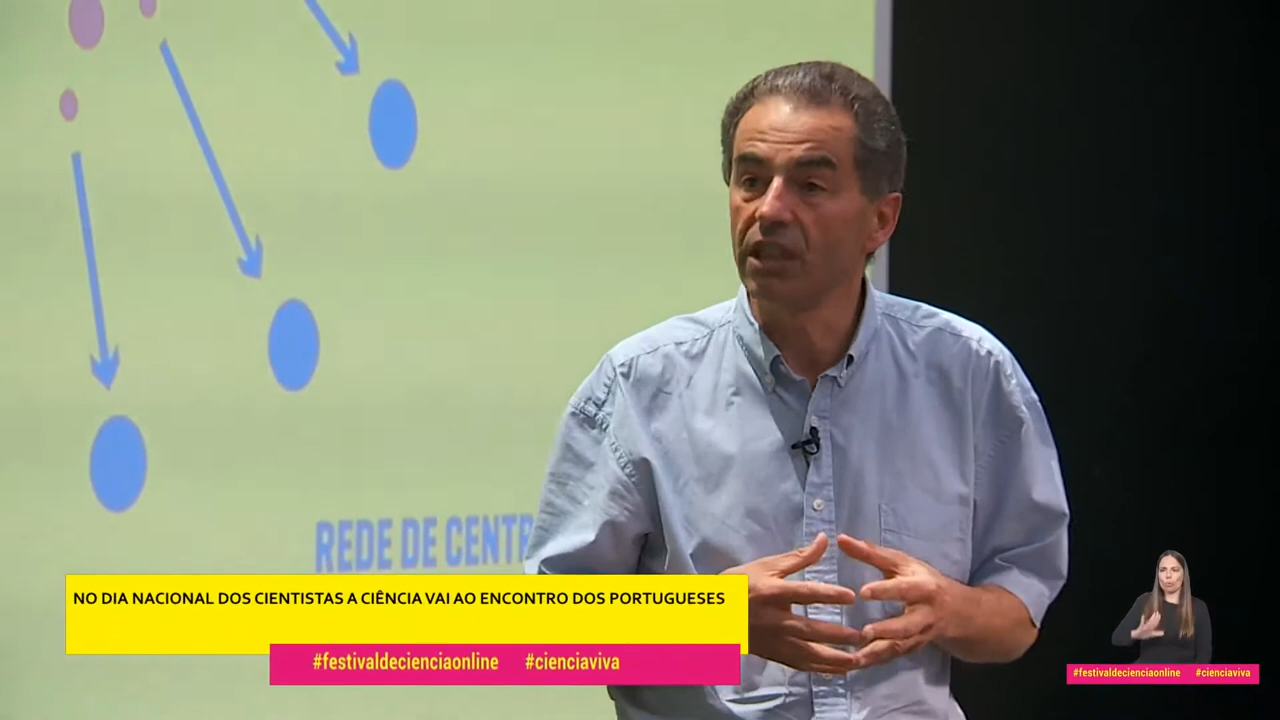 REDE DE CENTR
NO DIA NACIONAL DOS CIENTISTAS A CIÊNCIA VAI AO ENCONTRO DOS PORTUGUESES
#festivaldecienciaonline #cienciaviva
#festivaldecienciaonline #cienciaviva